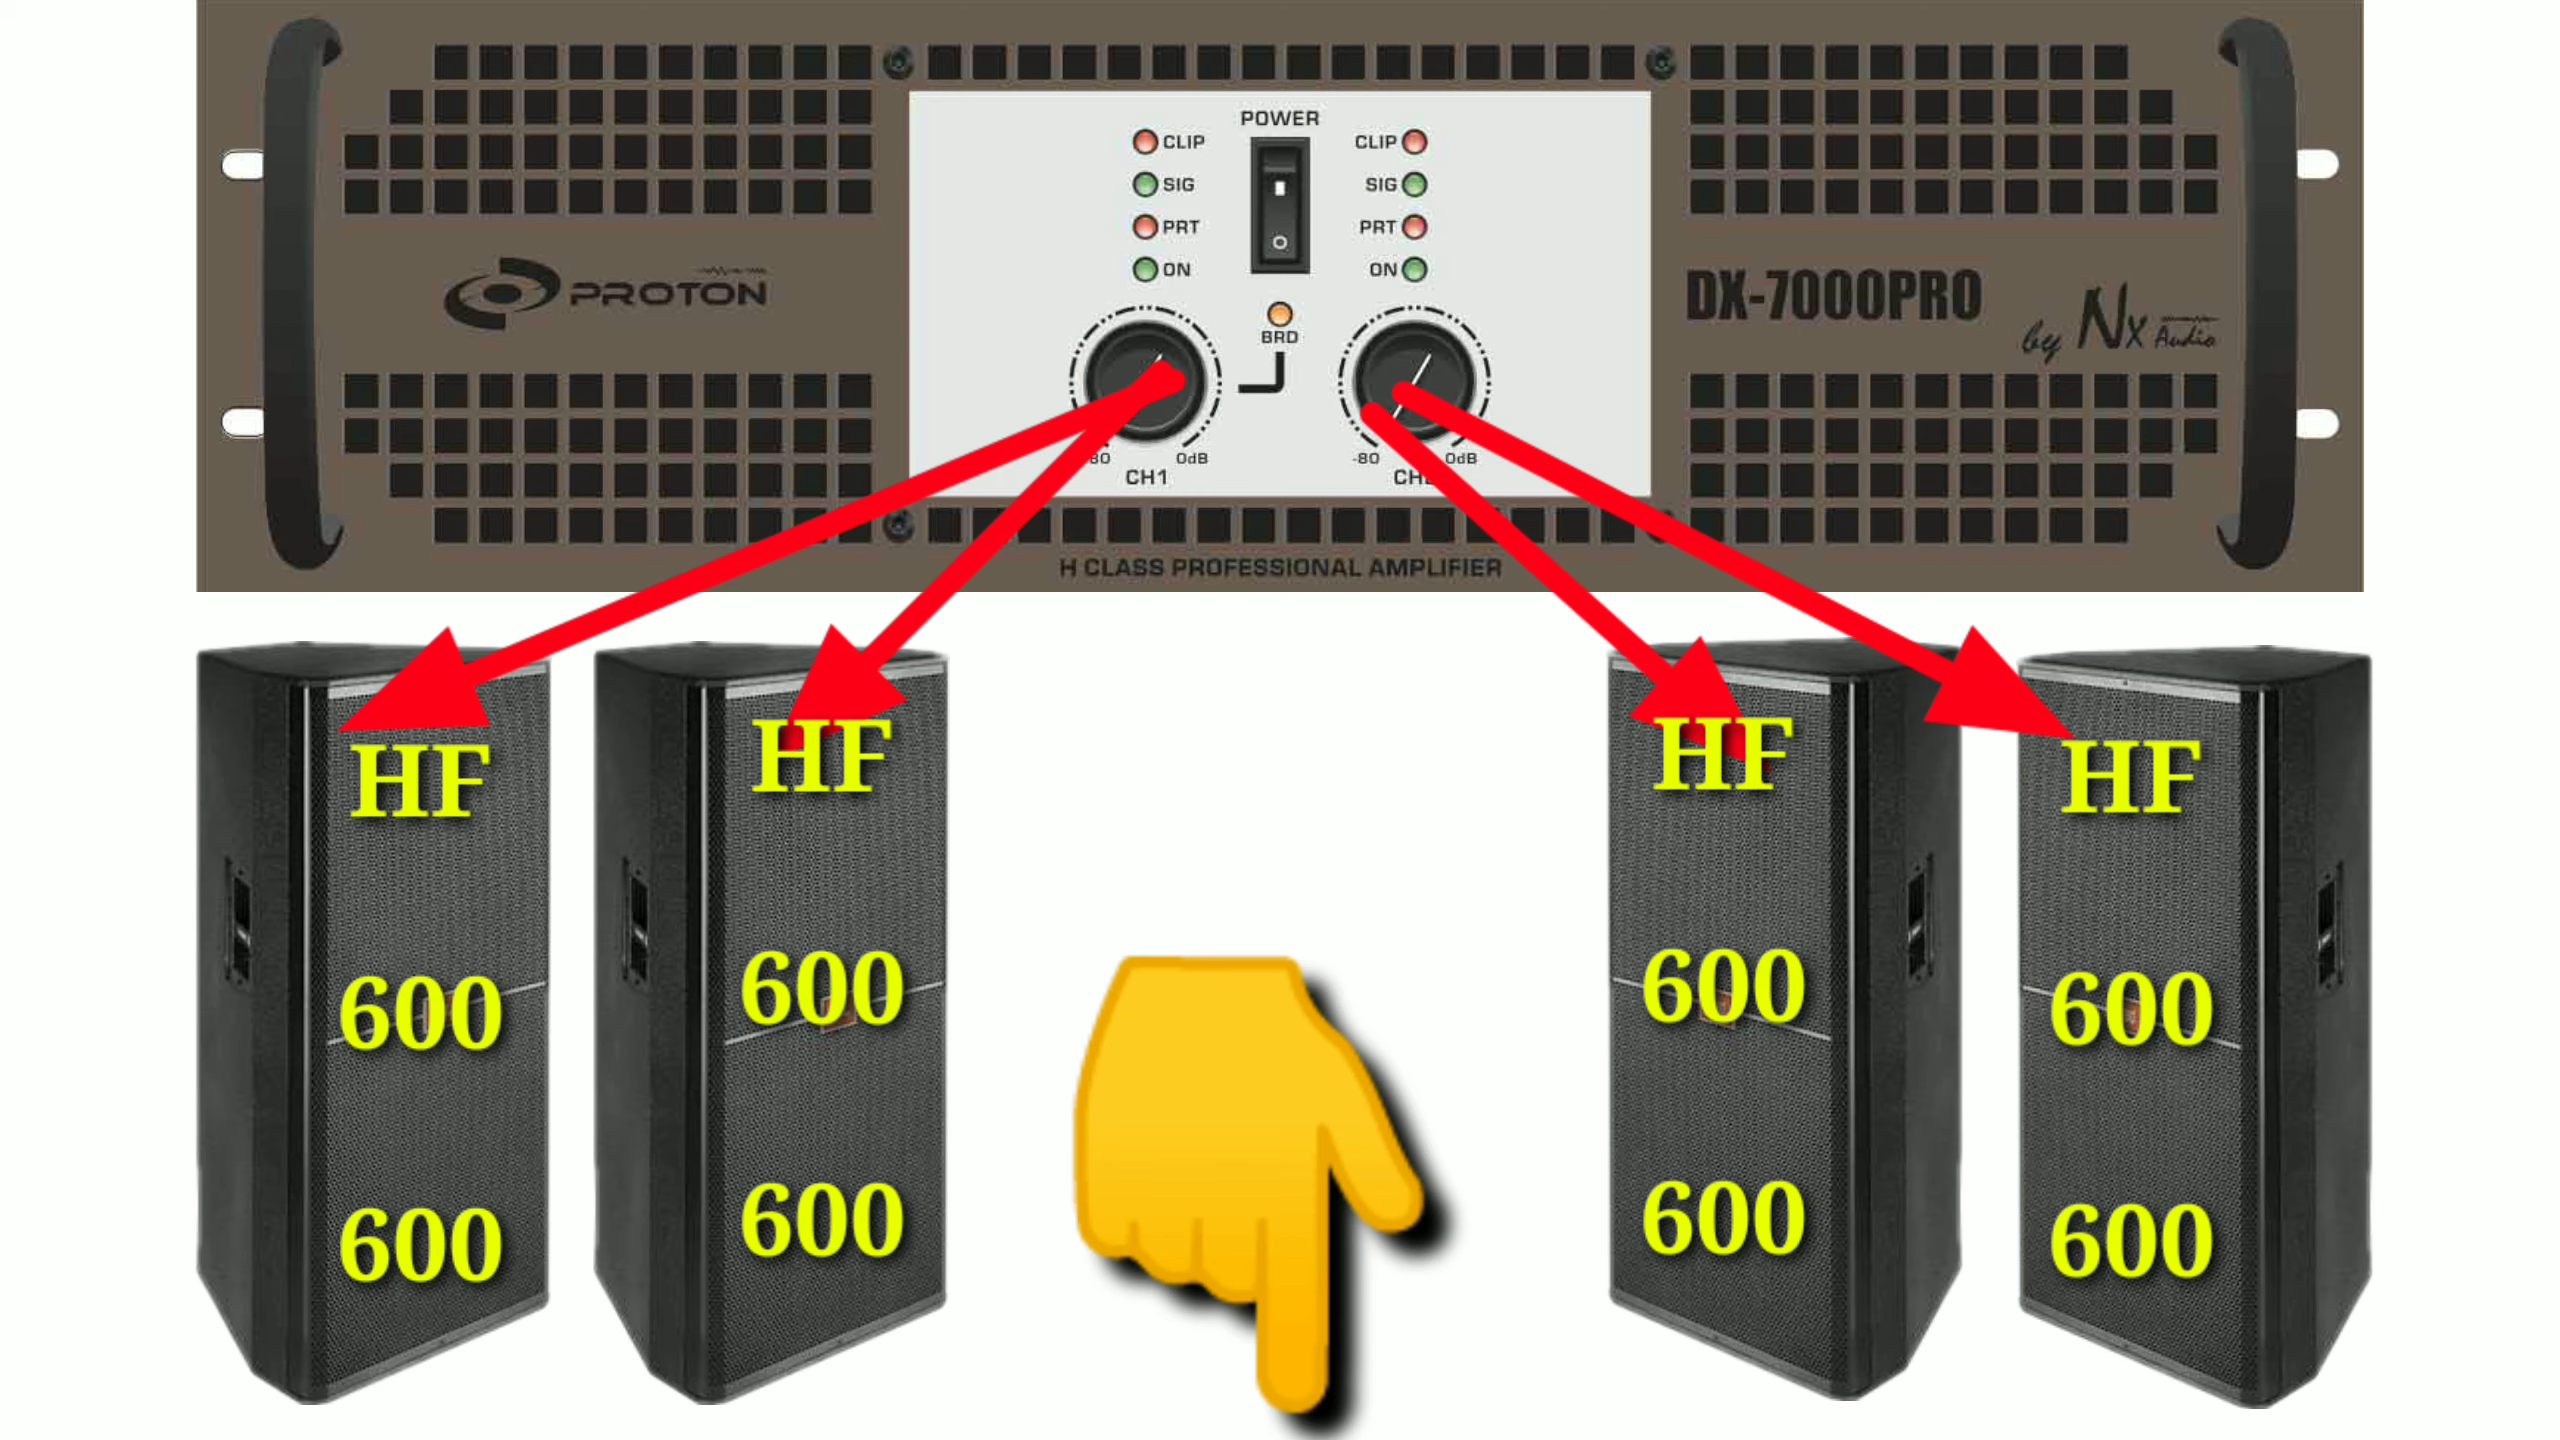 POWER
CLIP
CLIP
SIG
SIG
PRT
PRT
ON
ON
BRD
PROTON
DX-7000PRO
by Nx Audio
0dB
-80
0dB
CH1
H CLASS PROFESSIONAL AMPLIFIER
HF
HF
HF
HF
600
600
600
600
600
600
600
600